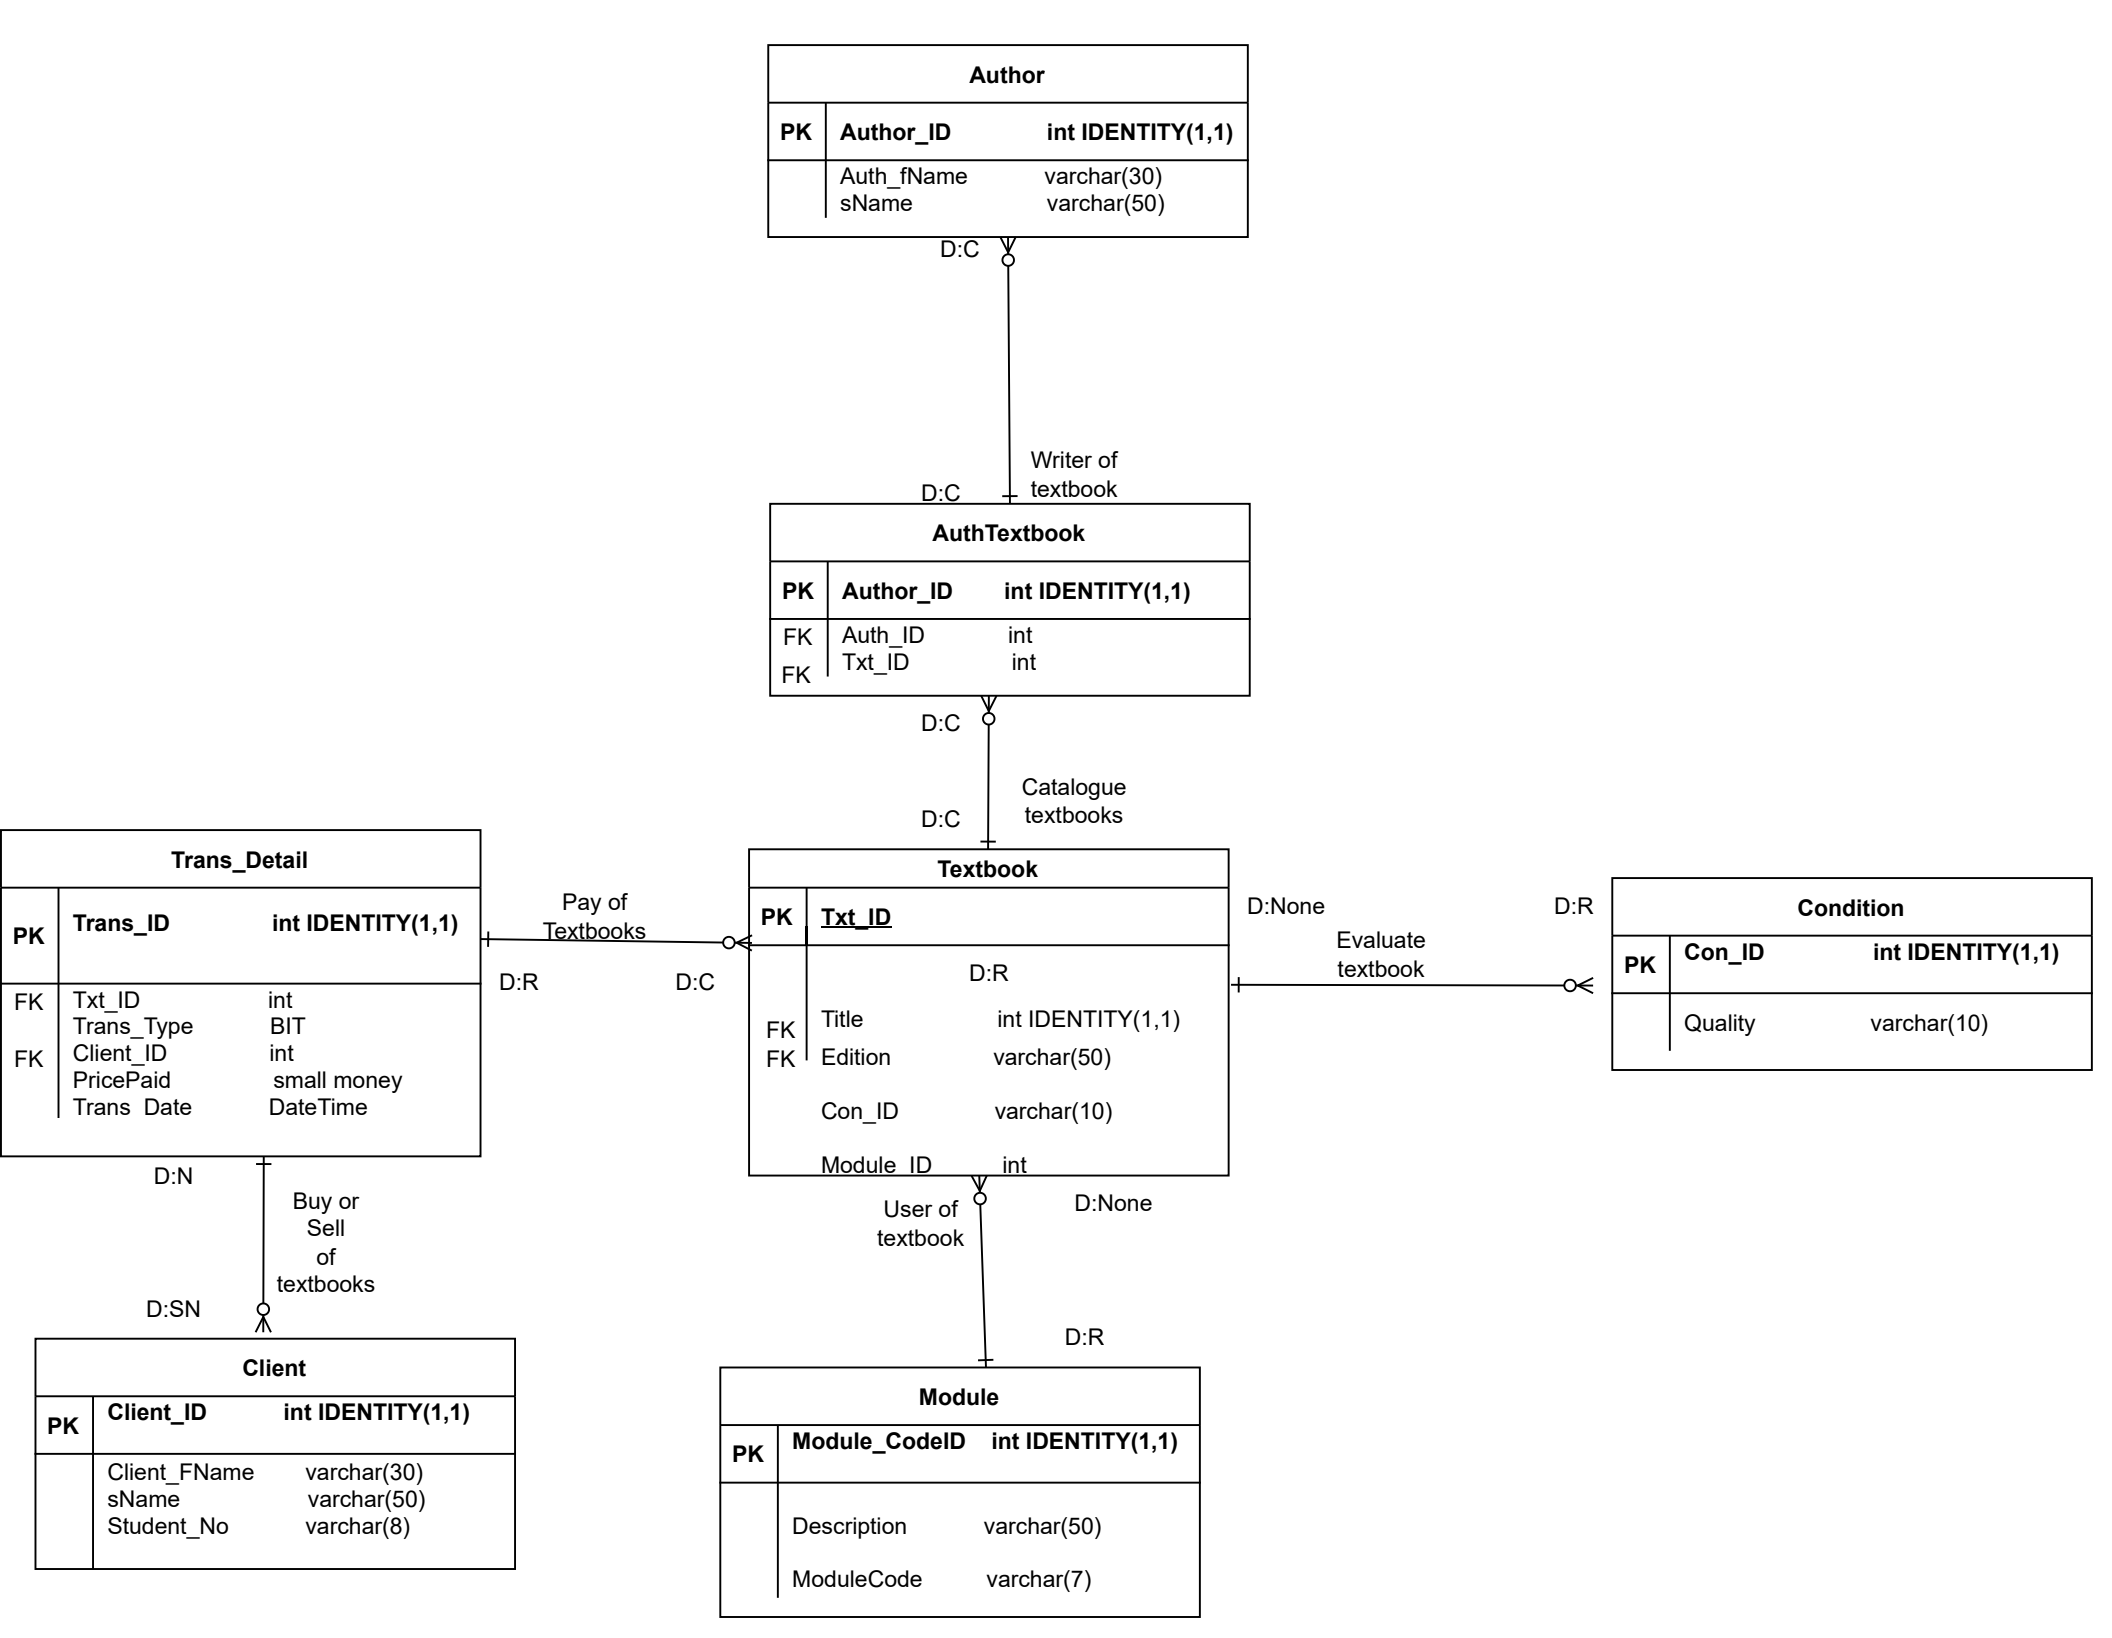 Author
PK Author_ID int IDENTITY(1,1)
Auth_fName varchar(30)
sName varchar(50)
D:C
Writer of
textbook
D:C
AuthTextbook
PK Author_ID int IDENTITY(1,1)
FK Auth_ID int
FK Txt_ID int
D:C
Catalogue
textbooks
D:C
Trans_Detail
PK Trans_ID int IDENTITY(1,1)
FK Txt_ID int
Trans_Type BIT
FK Client_ID int
PricePaid small money
Trans_Date DateTime
Pay of
Textbooks
D:R D:C
Textbook
PK Txt_ID
D:R
Title int IDENTITY(1,1)
FK
FK Edition varchar(50)
Con_ID varchar(10)
Module_ID int
D:None D:R
Evaluate
textbook
Condition
PK Con_ID int IDENTITY(1,1)
Quality varchar(10)
D:N
Buy or
Sell
of
textbooks
D:SN
User of
textbook
D:None
D:R
Client
PK Client_ID int IDENTITY(1,1)
Client_FName varchar(30)
sName varchar(50)
Student_No varchar(8)
Module
PK Module_CodeID int IDENTITY(1,1)
Description varchar(50)
ModuleCode varchar(7)